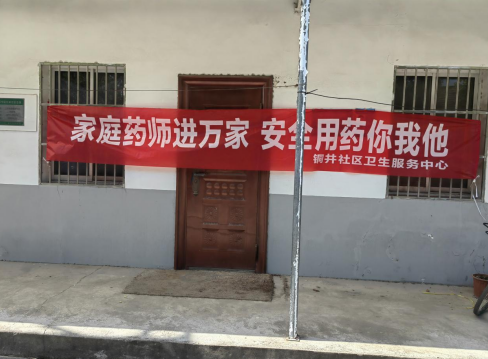 家庭药师进万家 安全用药你我他
铜井社区卫生服务中心